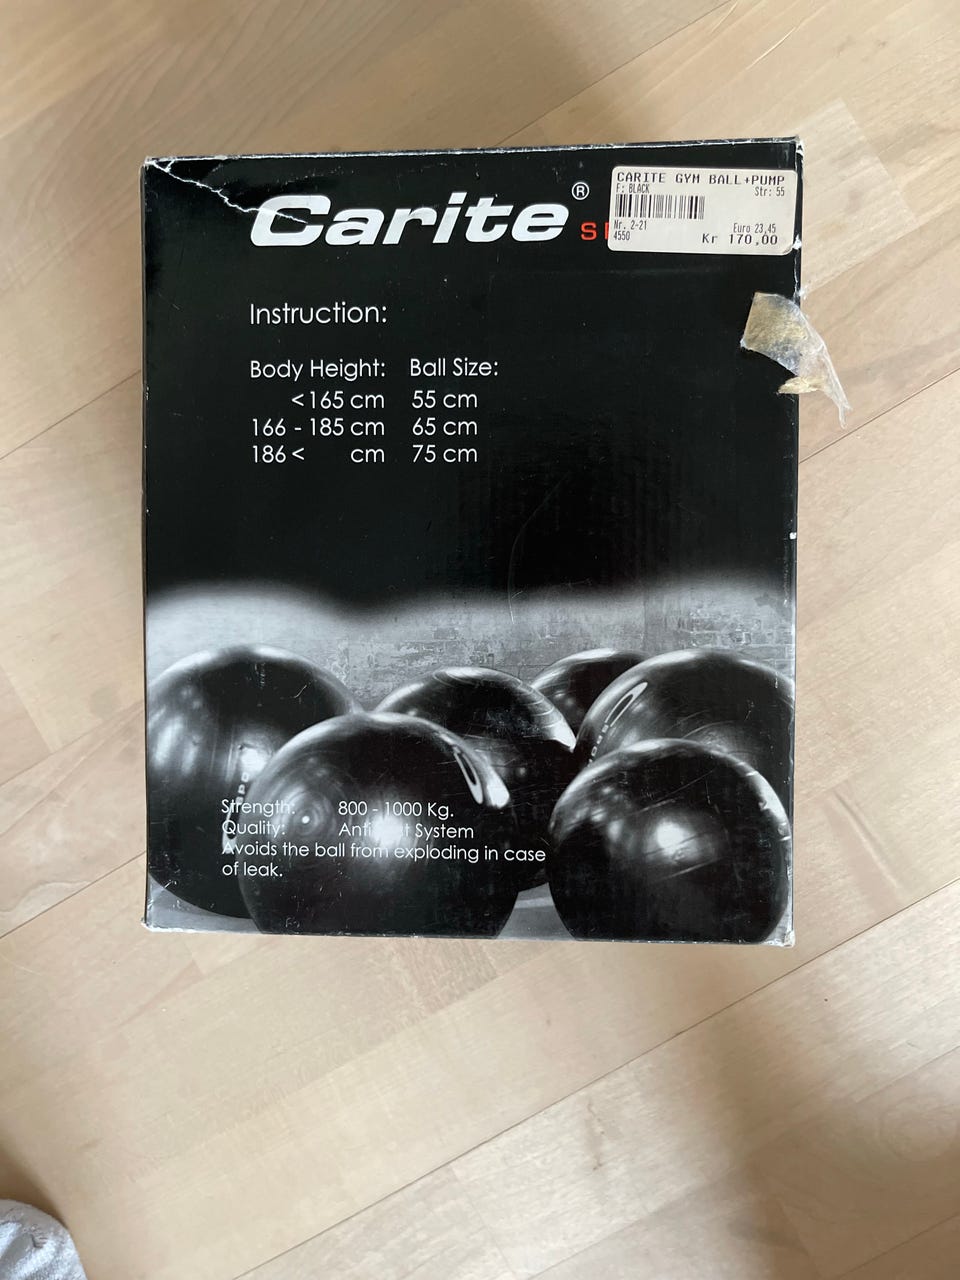 Carite®
CARITE GYM BALL+PUMP
F: BLACK Str: 55
Nr. 2-21 Euro 23,45
4550 Kr 170,00
Instruction:
Body Height: Ball Size:
<165 cm 55 cm
166 - 185 cm 65 cm
186 < cm 75 cm
Strength: 800 - 1000 Kg.
Quality: System
Avoids the ball from exploding in case
of leak.